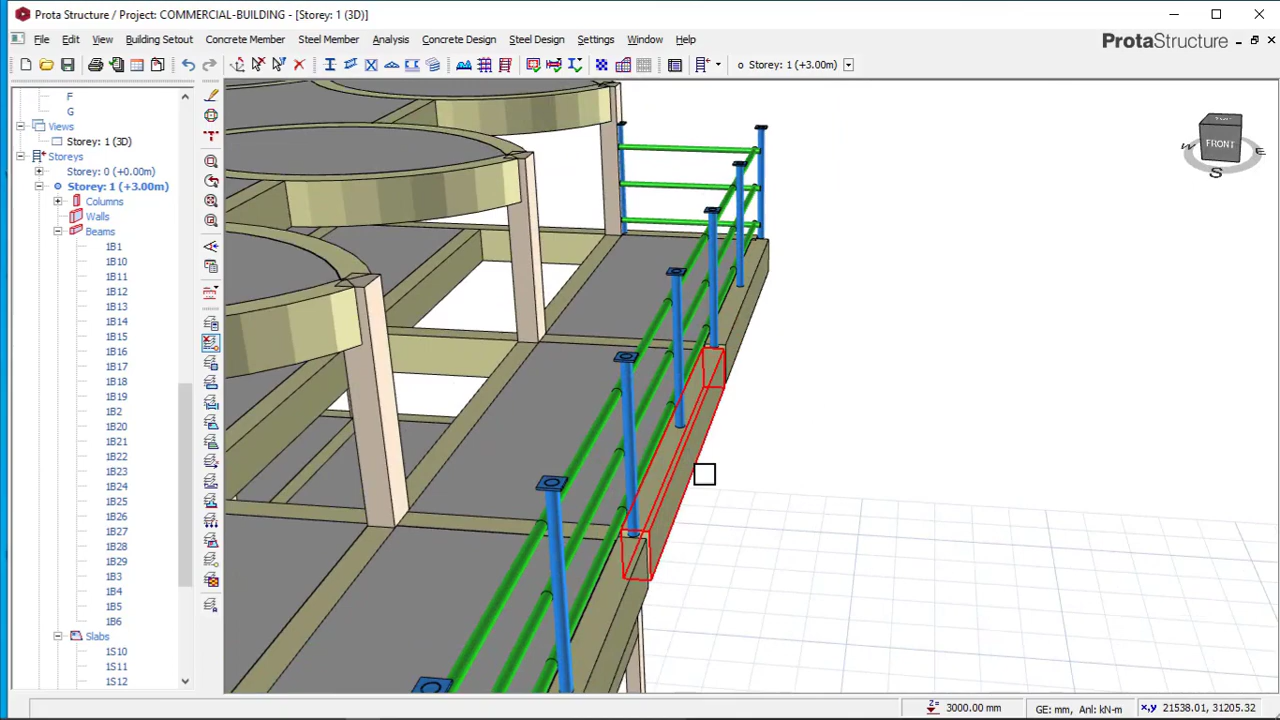 Prota Structure / Project: COMMERCIAL-BUILDING - [Storey: 1 (3D)]
File Edit View Building Setout Concrete Member Steel Member Analysis Concrete Design Steel Design Settings Window Help
ProtaStructure
o Storey: 1 (+3.00m)
F
G
Views
Storey: 1 (3D)
Storeys
Storey: 0 (+0.00m)
Storey: 1 (+3.00m)
Columns
Walls
Beams
1B1
1B10
1B11
1B12
1B13
1B14
1B15
1B16
1B17
1B18
1B19
1B2
1B20
1B21
1B22
1B23
1B24
1B25
1B26
1B27
1B28
1B29
1B3
1B4
1B5
1B6
Slabs
1S10
1S11
1S12
W FRONT E
S
Z= 3000.00 mm GE: mm, Anl: kN-m x,y 21538.01, 31205.32